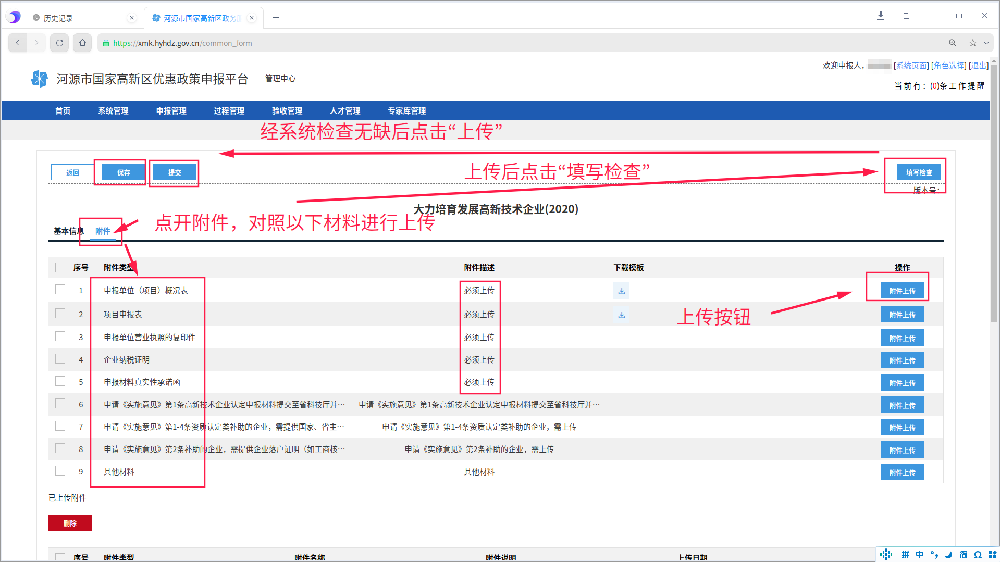 历史记录
河源市国家高新区政务
https://xmk.hyhdz.gov.cn/common_form
欢迎申报人， [系统页面] [角色选择] [退出]
河源市国家高新区优惠政策申报平台 管理中心
当前有：(0)条工作提醒
首页 系统管理 申报管理 过程管理 验收管理 人才管理 专家库管理
经系统检查无缺后点击“上传”
返回 保存 提交 上传后点击“填写检查” 填写检查
版本号:
大力培育发展高新技术企业(2020)
点开附件，对照以下材料进行上传
基本信息 附件
序号 附件类型 附件描述 下载模板 操作
1 申报单位（项目）概况表 必须上传 附件上传
2 项目申报表 必须上传 附件上传
上传按钮
3 申报单位营业执照的复印件 必须上传 附件上传
4 企业纳税证明 必须上传 附件上传
5 申报材料真实性承诺函 必须上传 附件上传
6 申请《实施意见》第1条高新技术企业认定申报材料提交至省科技厅并… 申请《实施意见》第1条高新技术企业认定申报材料提交至省科技厅并… 附件上传
7 申请《实施意见》第1-4条资质认定类补助的企业，需提供国家、省主… 申请《实施意见》第1-4条资质认定类补助的企业，需上传 附件上传
8 申请《实施意见》第2条补助的企业，需提供企业落户证明（如工商核… 申请《实施意见》第2条补助的企业，需上传 附件上传
9 其他材料 其他材料 附件上传
已上传附件
删除
序号 附件类型 附件名称 附件说明 上传日期
拼 中 °, 简 Ω